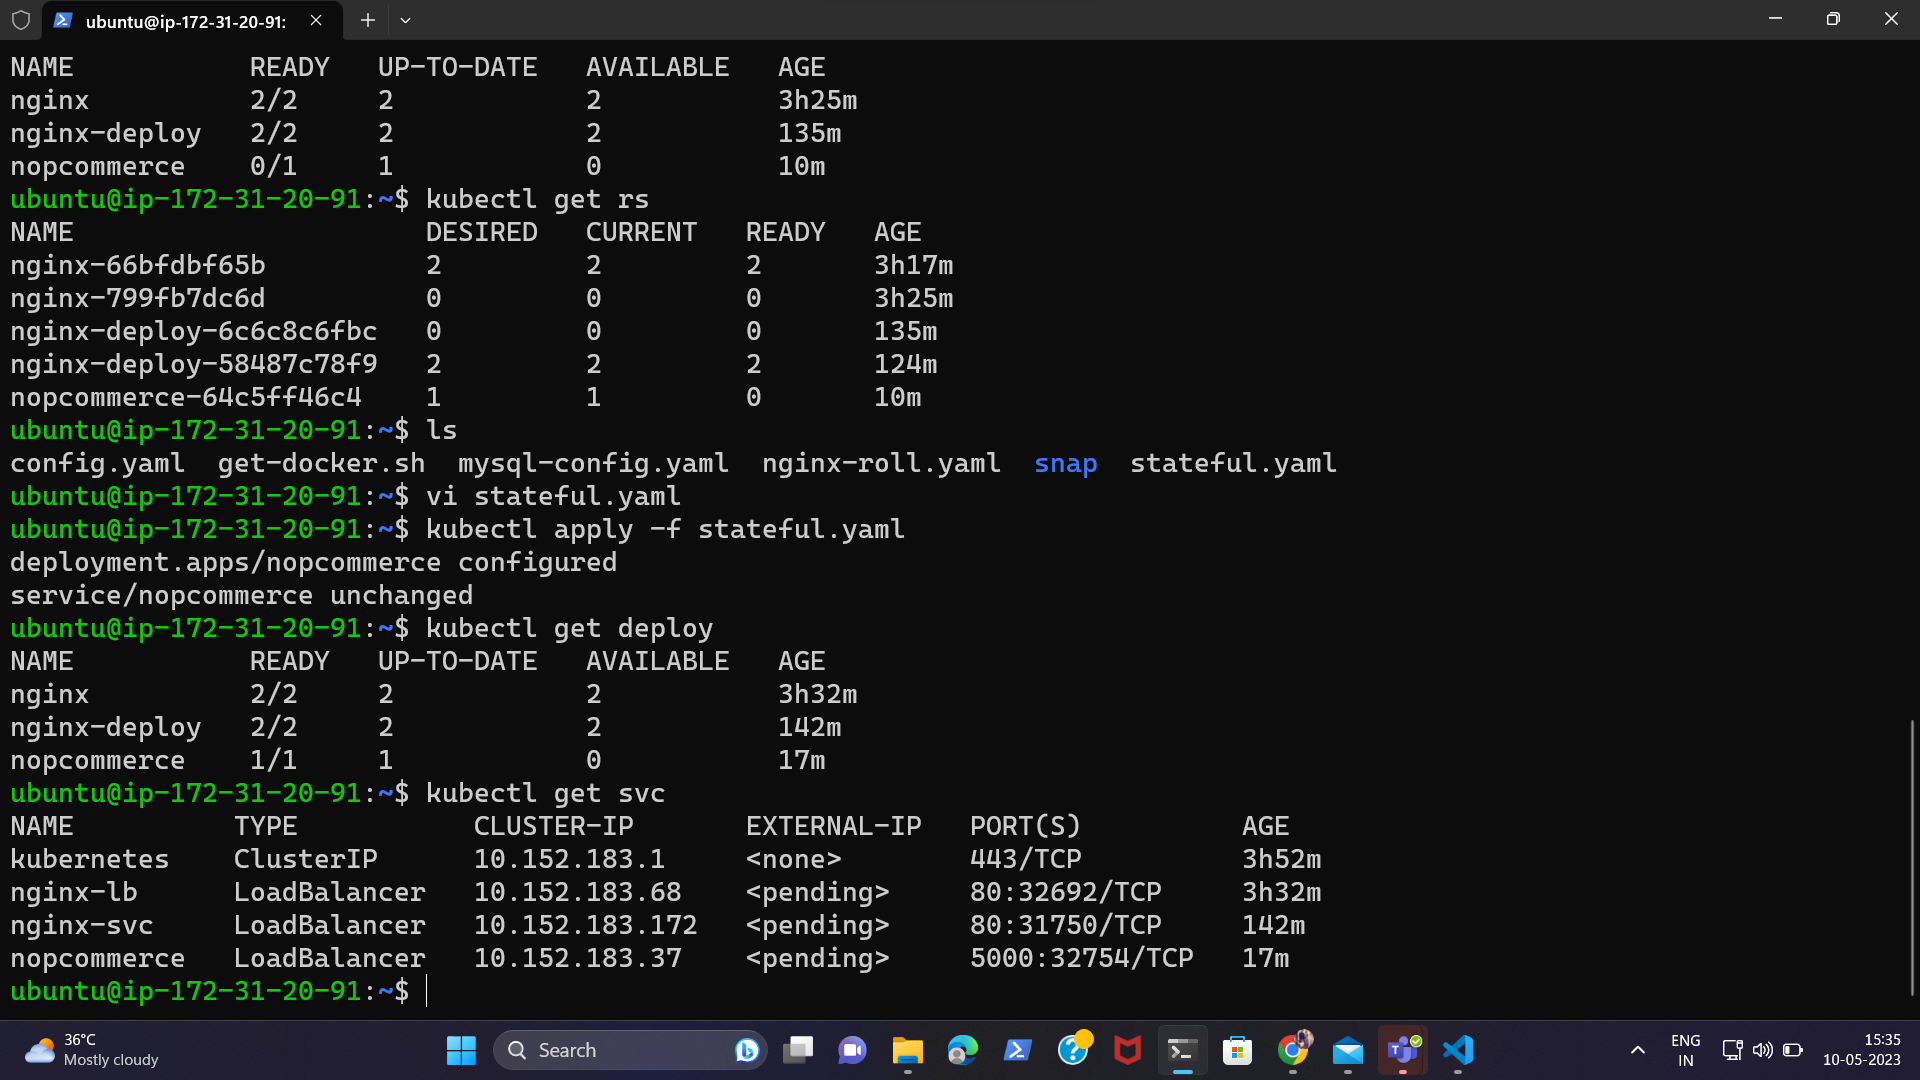 ubuntu@ip-172-31-20-91:
NAME READY UP-TO-DATE AVAILABLE AGE
nginx 2/2 2 2 3h25m
nginx-deploy 2/2 2 2 135m
nopcommerce 0/1 1 0 10m
ubuntu@ip-172-31-20-91:~$ kubectl get rs
NAME DESIRED CURRENT READY AGE
nginx-66bfdbf65b 2 2 2 3h17m
nginx-799fb7dc6d 0 0 0 3h25m
nginx-deploy-6c6c8c6fbc 0 0 0 135m
nginx-deploy-58487c78f9 2 2 2 124m
nopcommerce-64c5ff46c4 1 1 0 10m
ubuntu@ip-172-31-20-91:~$ ls
config.yaml get-docker.sh mysql-config.yaml nginx-roll.yaml snap stateful.yaml
ubuntu@ip-172-31-20-91:~$ vi stateful.yaml
ubuntu@ip-172-31-20-91:~$ kubectl apply -f stateful.yaml
deployment.apps/nopcommerce configured
service/nopcommerce unchanged
ubuntu@ip-172-31-20-91:~$ kubectl get deploy
NAME READY UP-TO-DATE AVAILABLE AGE
nginx 2/2 2 2 3h32m
nginx-deploy 2/2 2 2 142m
nopcommerce 1/1 1 0 17m
ubuntu@ip-172-31-20-91:~$ kubectl get svc
NAME TYPE CLUSTER-IP EXTERNAL-IP PORT(S) AGE
kubernetes ClusterIP 10.152.183.1 <none> 443/TCP 3h52m
nginx-lb LoadBalancer 10.152.183.68 <pending> 80:32692/TCP 3h32m
nginx-svc LoadBalancer 10.152.183.172 <pending> 80:31750/TCP 142m
nopcommerce LoadBalancer 10.152.183.37 <pending> 5000:32754/TCP 17m
ubuntu@ip-172-31-20-91:~$
36°C
Mostly cloudy
Search
ENG
IN
15:35
10-05-2023